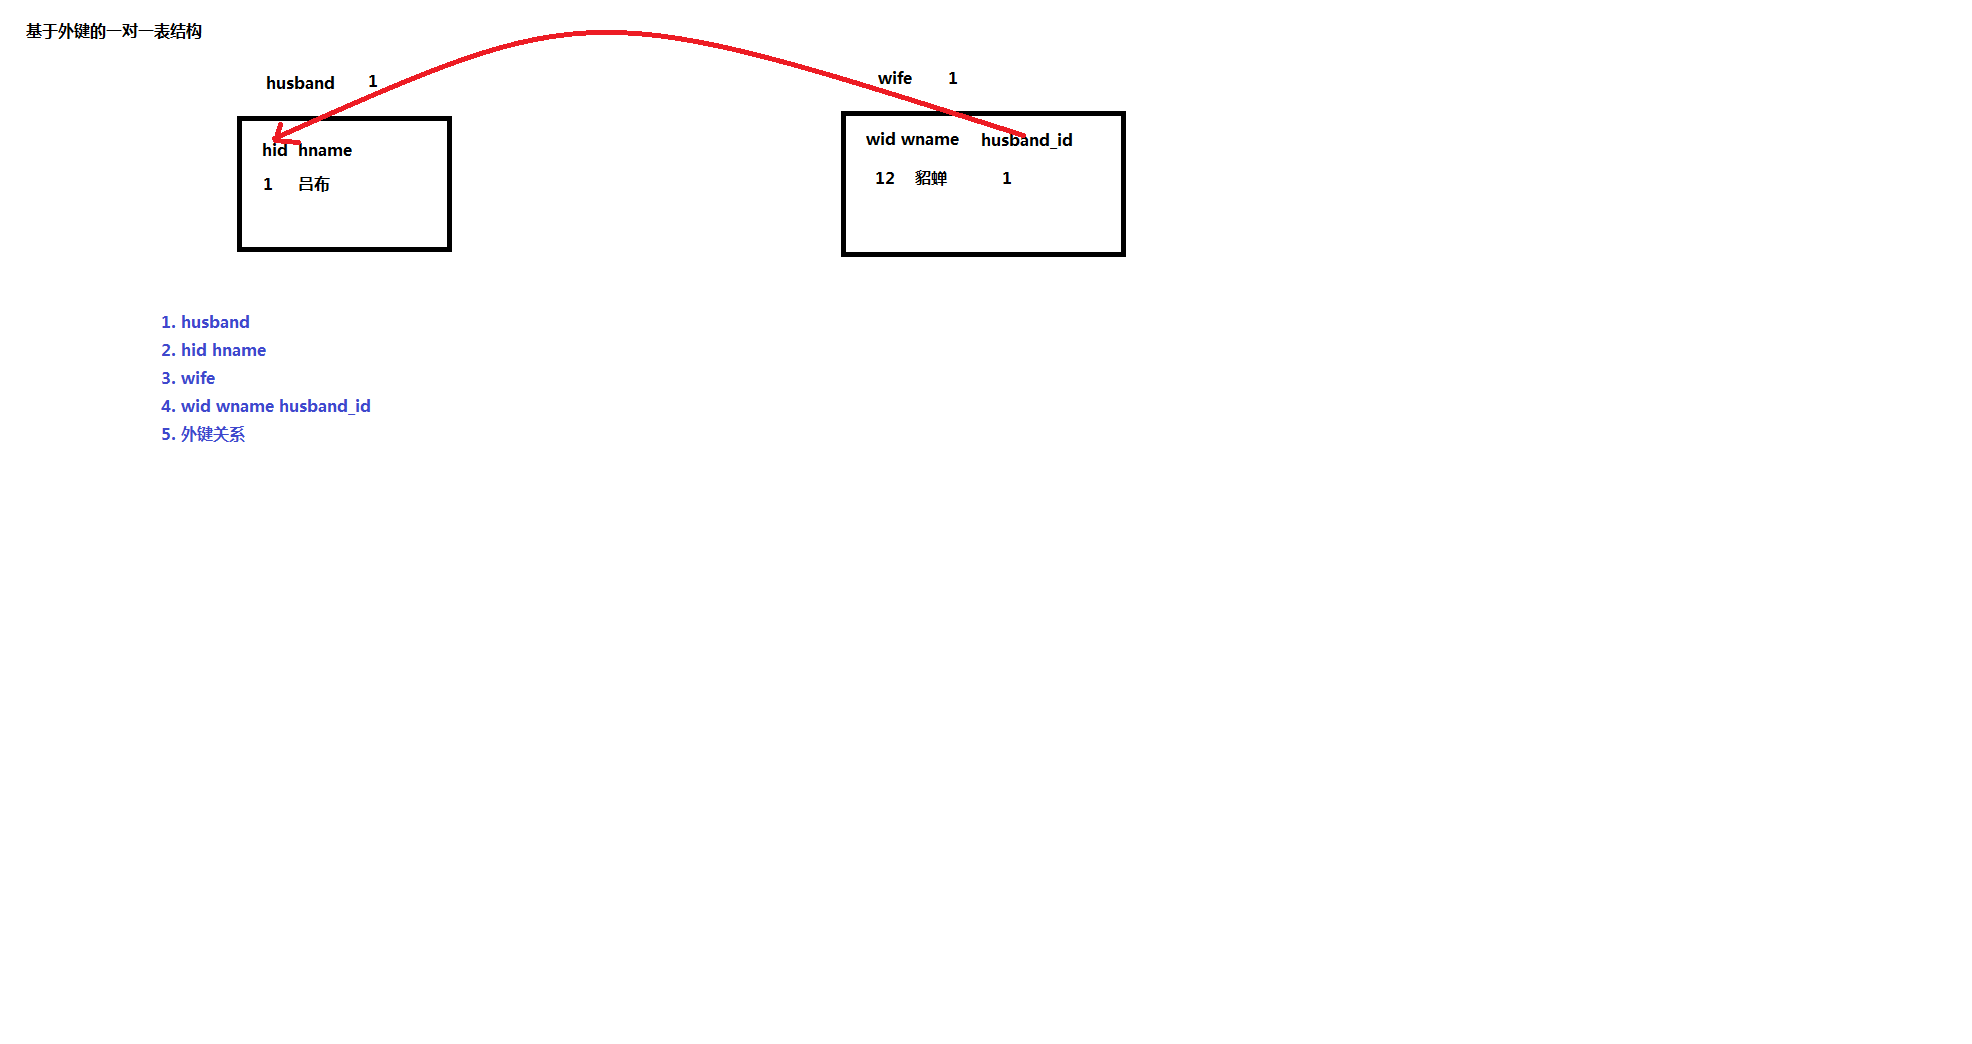 基于外键的一对一表结构
husband 1
hid hname
1 吕布
wife 1
wid wname husband_id
12 貂蝉 1
1. husband
2. hid hname
3. wife
4. wid wname husband_id
5. 外键关系